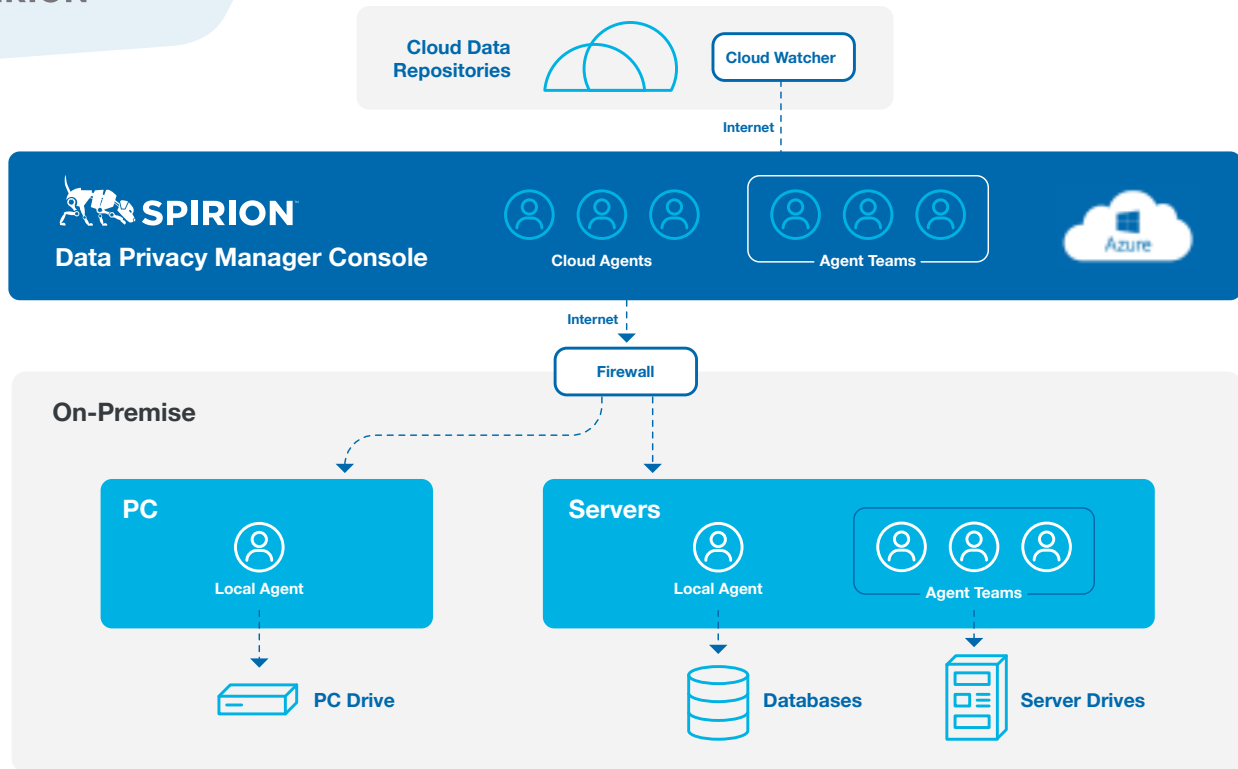 Cloud Data
Repositories
Cloud Watcher
Internet
SPIRION
Data Privacy Manager Console
Cloud Agents
Agent Teams
Azure
Internet
Firewall
On-Premise
PC
Local Agent
Servers
Local Agent
Agent Teams
PC Drive
Databases
Server Drives